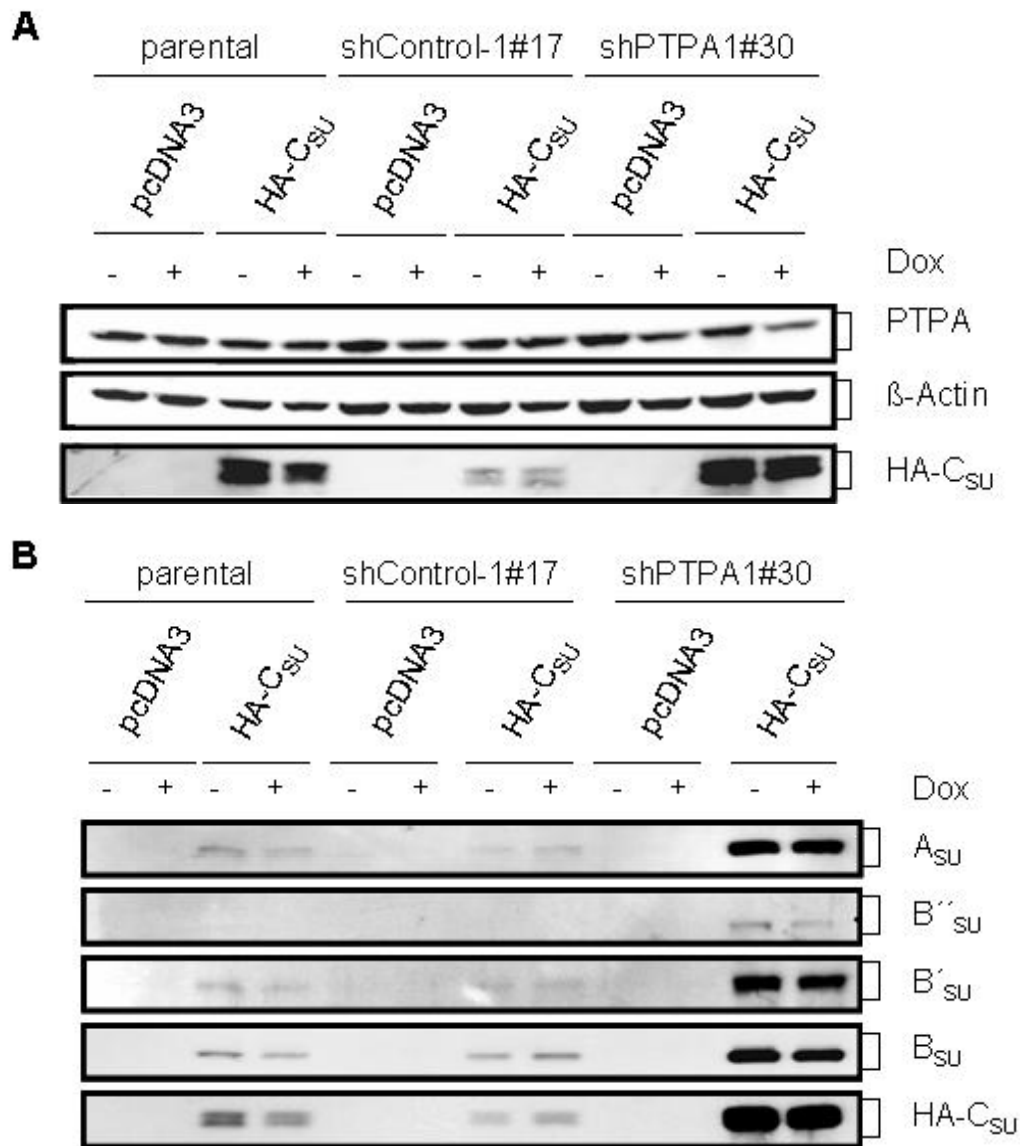 A
parental shControl-1#17 shPTPA1#30
pcDNA3 HA-CSU pcDNA3 HA-CSU pcDNA3 HA-CSU
- + - + - + - + - + - + Dox
PTPA
ß-Actin
HA-CSU
B
parental shControl-1#17 shPTPA1#30
pcDNA3 HA-CSU pcDNA3 HA-CSU pcDNA3 HA-CSU
- + - + - + - + - + - + Dox
ASU
B´´SU
B´SU
BSU
HA-CSU